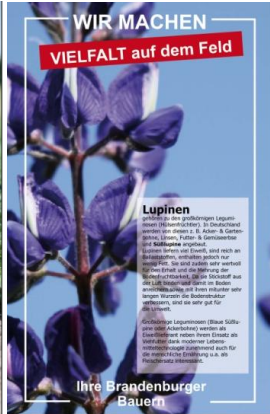 WIR MACHEN
VIELFALT auf dem Feld
Lupinen
gehören zu den großkörnigen Legumi-
nosen (Hülsenfrüchtler). In Deutschland
werden von diesen z. B. Acker- & Garten-
bohne, Linsen, Futter- & Gemüseerbse
und Süßlupine angebaut.
Lupinen liefern viel Eiweiß, sind reich an
Ballaststoffen, enthalten jedoch nur
wenig Fett. Sie sind zudem sehr wertvoll
für den Erhalt und die Mehrung der
Bodenfruchtbarkeit. Da sie Stickstoff aus
der Luft binden und damit im Boden
anreichern sowie mit ihren mitunter sehr
langen Wurzeln die Bodenstruktur
verbessern, sind sie sehr gut für
die Umwelt.
Großkörnige Leguminosen (Blaue Süßlu-
pine oder Ackerbohne) werden als
Eiweißlieferant neben ihrem Einsatz als
Viehfutter dank moderner Lebens-
mitteltechnologie zunehmend auch für
die menschliche Ernährung u.a. als
Fleischersatz interessant.
Ihre Brandenburger
Bauern